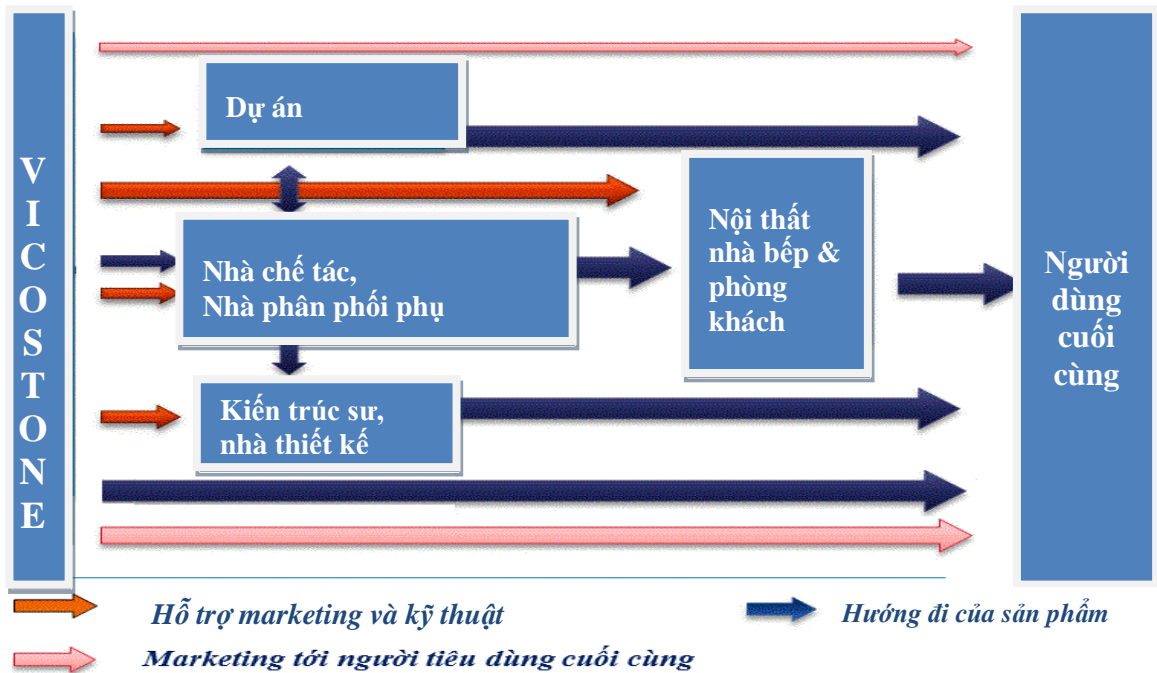 VICOSTONE
Dự án
Nhà chế tác,
Nhà phân phối phụ
Kiến trúc sư,
nhà thiết kế
Nội thất
nhà bếp &
phòng
khách
Người
dùng
cuối
cùng
Hỗ trợ marketing và kỹ thuật
Hướng đi của sản phẩm
Marketing tới người tiêu dùng cuối cùng